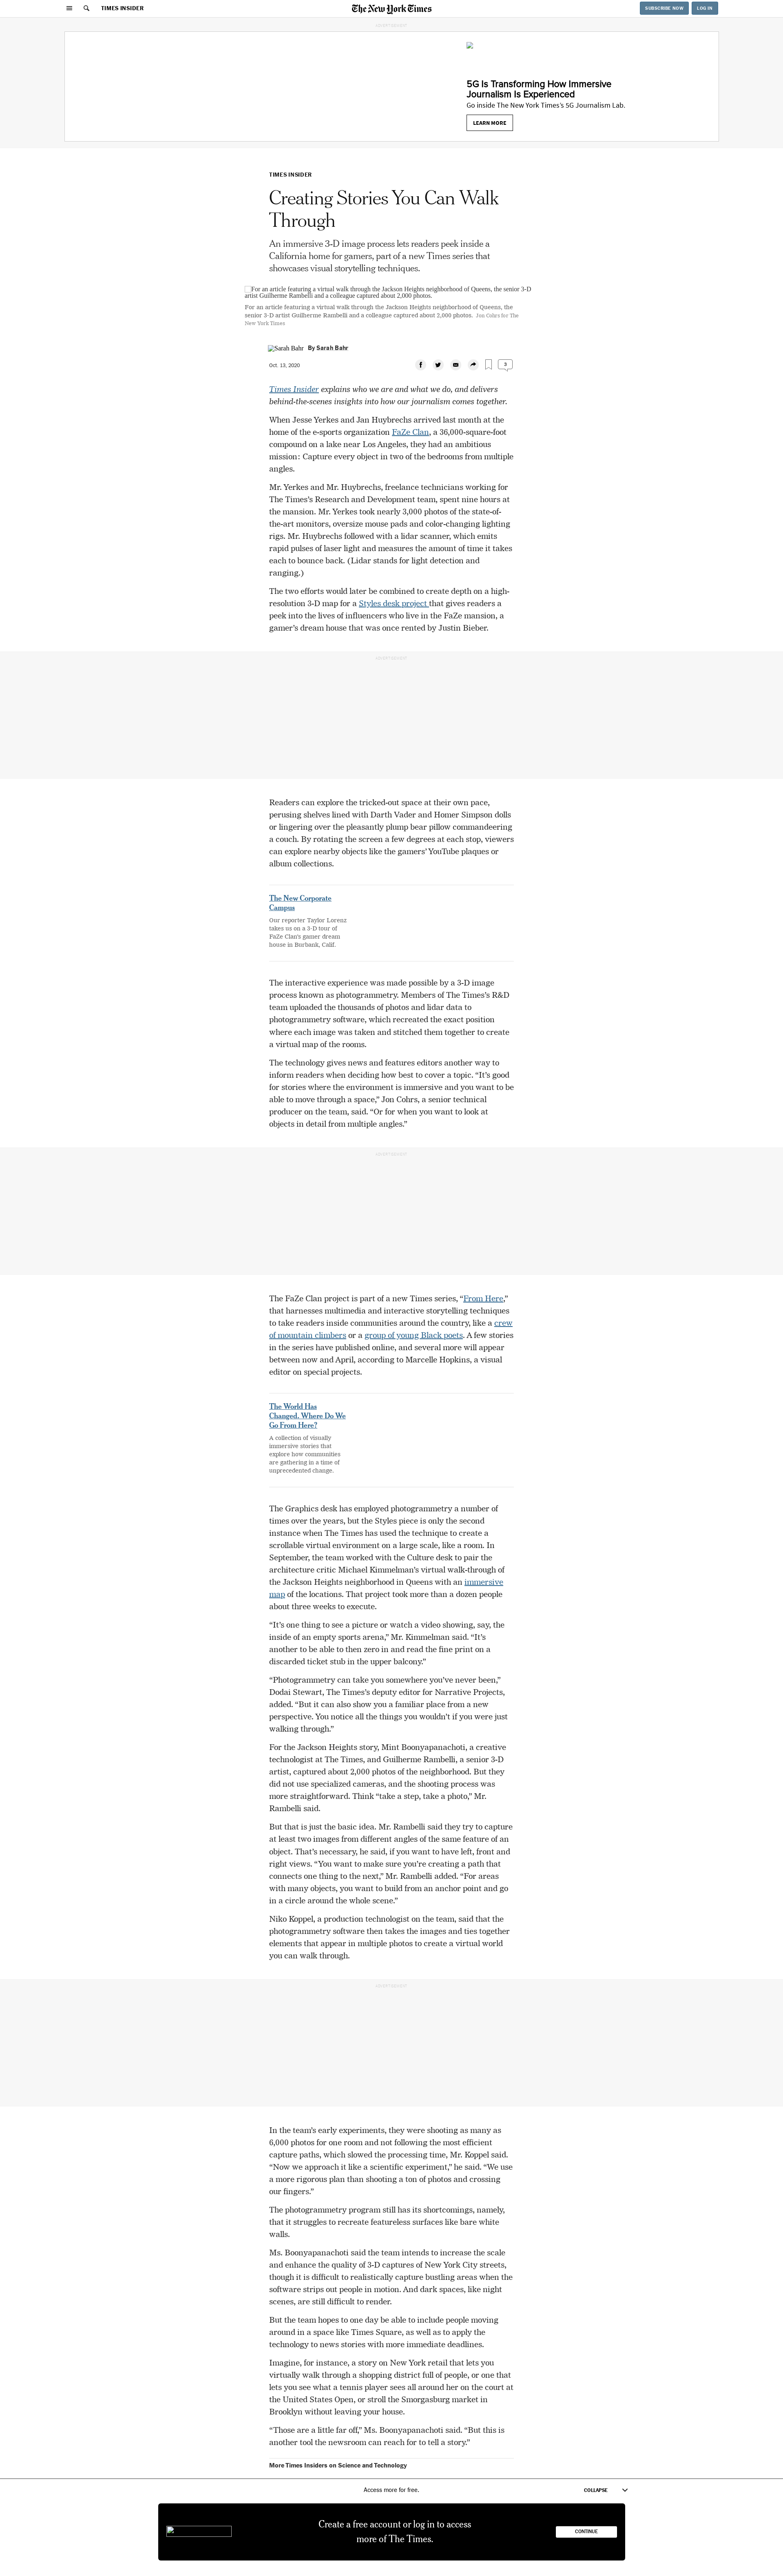 TIMES INSIDER
The New York Times
SUBSCRIBE NOW
LOG IN
ADVERTISEMENT
5G Is Transforming How Immersive
Journalism Is Experienced
Go inside The New York Times's 5G Journalism Lab.
LEARN MORE
TIMES INSIDER
Creating Stories You Can Walk
Through
An immersive 3-D image process lets readers peek inside a
California home for gamers, part of a new Times series that
showcases visual storytelling techniques.
For an article featuring a virtual walk through the Jackson Heights neighborhood of Queens, the senior 3-D
artist Guilherme Rambelli and a colleague captured about 2,000 photos.
For an article featuring a virtual walk through the Jackson Heights neighborhood of Queens, the
senior 3-D artist Guilherme Rambelli and a colleague captured about 2,000 photos. Jon Cohrs for The
New York Times
Sarah Bahr
By Sarah Bahr
Oct. 13, 2020
3
Times Insider explains who we are and what we do, and delivers
behind-the-scenes insights into how our journalism comes together.
When Jesse Yerkes and Jan Huybrechs arrived last month at the
home of the e-sports organization FaZe Clan, a 36,000-square-foot
compound on a lake near Los Angeles, they had an ambitious
mission: Capture every object in two of the bedrooms from multiple
angles.
Mr. Yerkes and Mr. Huybrechs, freelance technicians working for
The Times's Research and Development team, spent nine hours at
the mansion. Mr. Yerkes took nearly 3,000 photos of the state-of-
the-art monitors, oversize mouse pads and color-changing lighting
rigs. Mr. Huybrechs followed with a lidar scanner, which emits
rapid pulses of laser light and measures the amount of time it takes
each to bounce back. (Lidar stands for light detection and
ranging.)
The two efforts would later be combined to create depth on a high-
resolution 3-D map for a Styles desk project that gives readers a
peek into the lives of influencers who live in the FaZe mansion, a
gamer's dream house that was once rented by Justin Bieber.
ADVERTISEMENT
Readers can explore the tricked-out space at their own pace,
perusing shelves lined with Darth Vader and Homer Simpson dolls
or lingering over the pleasantly plump bear pillow commandeering
a couch. By rotating the screen a few degrees at each stop, viewers
can explore nearby objects like the gamers' YouTube plaques or
album collections.
The New Corporate
Campus
Our reporter Taylor Lorenz
takes us on a 3-D tour of
FaZe Clan's gamer dream
house in Burbank, Calif.
The interactive experience was made possible by a 3-D image
process known as photogrammetry. Members of The Times's R&D
team uploaded the thousands of photos and lidar data to
photogrammetry software, which recreated the exact position
where each image was taken and stitched them together to create
a virtual map of the rooms.
The technology gives news and features editors another way to
inform readers when deciding how best to cover a topic. “It's good
for stories where the environment is immersive and you want to be
able to move through a space,” Jon Cohrs, a senior technical
producer on the team, said. “Or for when you want to look at
objects in detail from multiple angles.”
ADVERTISEMENT
The FaZe Clan project is part of a new Times series, “From Here,”
that harnesses multimedia and interactive storytelling techniques
to take readers inside communities around the country, like a crew
of mountain climbers or a group of young Black poets. A few stories
in the series have published online, and several more will appear
between now and April, according to Marcelle Hopkins, a visual
editor on special projects.
The World Has
Changed. Where Do We
Go From Here?
A collection of visually
immersive stories that
explore how communities
are gathering in a time of
unprecedented change.
The Graphics desk has employed photogrammetry a number of
times over the years, but the Styles piece is only the second
instance when The Times has used the technique to create a
scrollable virtual environment on a large scale, like a room. In
September, the team worked with the Culture desk to pair the
architecture critic Michael Kimmelman's virtual walk-through of
the Jackson Heights neighborhood in Queens with an immersive
map of the locations. That project took more than a dozen people
about three weeks to execute.
“It's one thing to see a picture or watch a video showing, say, the
inside of an empty sports arena,” Mr. Kimmelman said. “It's
another to be able to then zero in and read the fine print on a
discarded ticket stub in the upper balcony.”
“Photogrammetry can take you somewhere you've never been,”
Dodai Stewart, The Times's deputy editor for Narrative Projects,
added. “But it can also show you a familiar place from a new
perspective. You notice all the things you wouldn't if you were just
walking through.”
For the Jackson Heights story, Mint Boonyapanachoti, a creative
technologist at The Times, and Guilherme Rambelli, a senior 3-D
artist, captured about 2,000 photos of the neighborhood. But they
did not use specialized cameras, and the shooting process was
more straightforward. Think “take a step, take a photo,” Mr.
Rambelli said.
But that is just the basic idea. Mr. Rambelli said they try to capture
at least two images from different angles of the same feature of an
object. That's necessary, he said, if you want to have left, front and
right views. “You want to make sure you're creating a path that
connects one thing to the next,” Mr. Rambelli added. “For areas
with many objects, you want to build from an anchor point and go
in a circle around the whole scene.”
Niko Koppel, a production technologist on the team, said that the
photogrammetry software then takes the images and ties together
elements that appear in multiple photos to create a virtual world
you can walk through.
ADVERTISEMENT
In the team's early experiments, they were shooting as many as
6,000 photos for one room and not following the most efficient
capture paths, which slowed the processing time, Mr. Koppel said.
“Now we approach it like a scientific experiment,” he said. “We use
a more rigorous plan than shooting a ton of photos and crossing
our fingers.”
The photogrammetry program still has its shortcomings, namely,
that it struggles to recreate featureless surfaces like bare white
walls.
Ms. Boonyapanachoti said the team intends to increase the scale
and enhance the quality of 3-D captures of New York City streets,
though it is difficult to realistically capture bustling areas when the
software strips out people in motion. And dark spaces, like night
scenes, are still difficult to render.
But the team hopes to one day be able to include people moving
around in a space like Times Square, as well as to apply the
technology to news stories with more immediate deadlines.
Imagine, for instance, a story on New York retail that lets you
virtually walk through a shopping district full of people, or one that
lets you see what a tennis player sees all around her on the court at
the United States Open, or stroll the Smorgasburg market in
Brooklyn without leaving your house.
“Those are a little far off,” Ms. Boonyapanachoti said. “But this is
another tool the newsroom can reach for to tell a story.”
More Times Insiders on Science and Technology
Access more for free.
COLLAPSE
Create a free account or log in to access
more of The Times.
CONTINUE